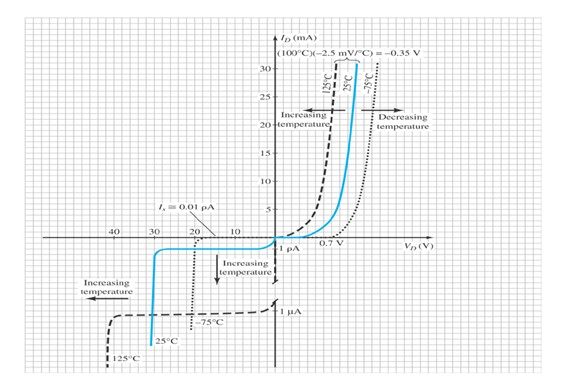 I_D (mA)
(100°C)(−2.5 mV/°C) = −0.35 V
30
125°C
25°C
−75°C
25
Increasing
temperature
Decreasing
temperature
20
15
10
5
I_s = 0.01 pA
40
30
20
10
1 pA
0.7 V
V_D (V)
Increasing
temperature
Increasing
temperature
1 μA
−75°C
25°C
125°C